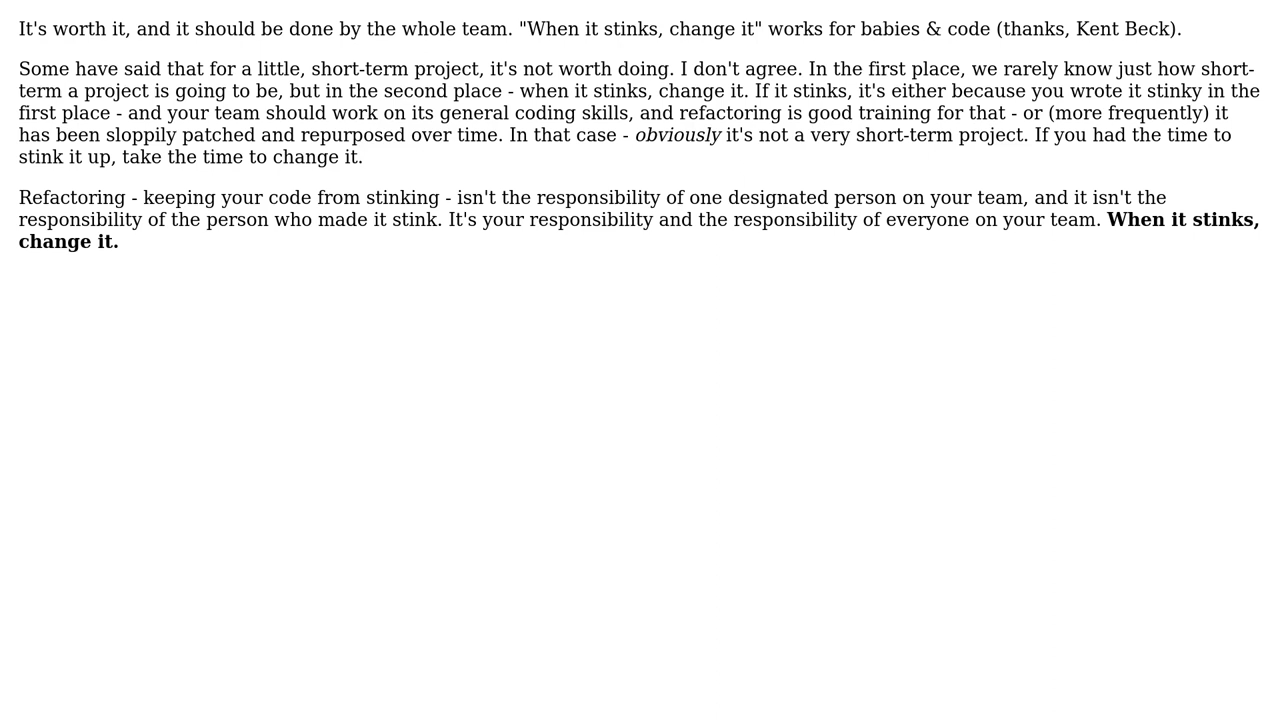 It's worth it, and it should be done by the whole team. "When it stinks, change it" works for babies & code (thanks, Kent Beck).
Some have said that for a little, short-term project, it's not worth doing. I don't agree. In the first place, we rarely know just how short-
term a project is going to be, but in the second place - when it stinks, change it. If it stinks, it's either because you wrote it stinky in the
first place - and your team should work on its general coding skills, and refactoring is good training for that - or (more frequently) it
has been sloppily patched and repurposed over time. In that case - obviously it's not a very short-term project. If you had the time to
stink it up, take the time to change it.
Refactoring - keeping your code from stinking - isn't the responsibility of one designated person on your team, and it isn't the
responsibility of the person who made it stink. It's your responsibility and the responsibility of everyone on your team. When it stinks,
change it.